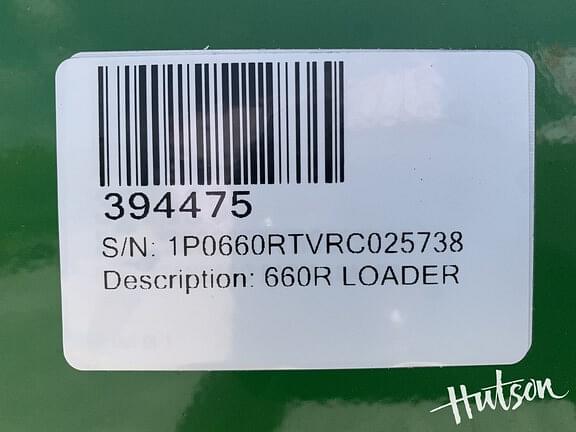 394475
S/N: 1P0660RTVRC025738
Description: 660R LOADER
Hutson